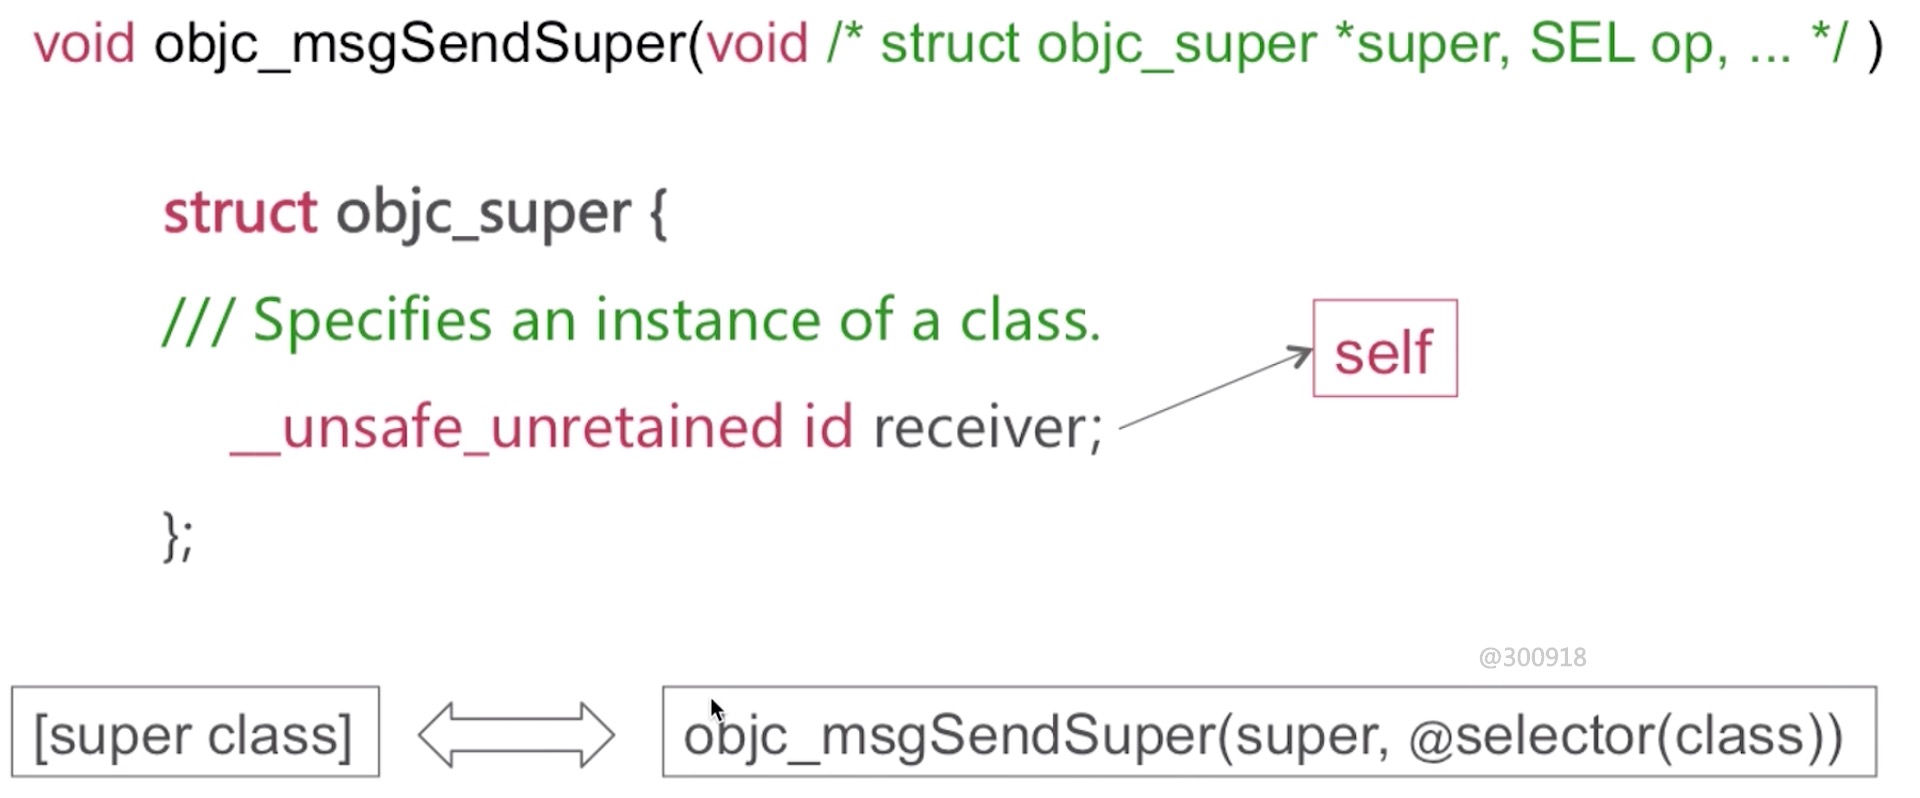 void objc_msgSendSuper(void /* struct objc_super *super, SEL op, ... */ )
struct objc_super {
/// Specifies an instance of a class.
__unsafe_unretained id receiver;
self
};
@300918
[super class]
objc_msgSendSuper(super, @selector(class))